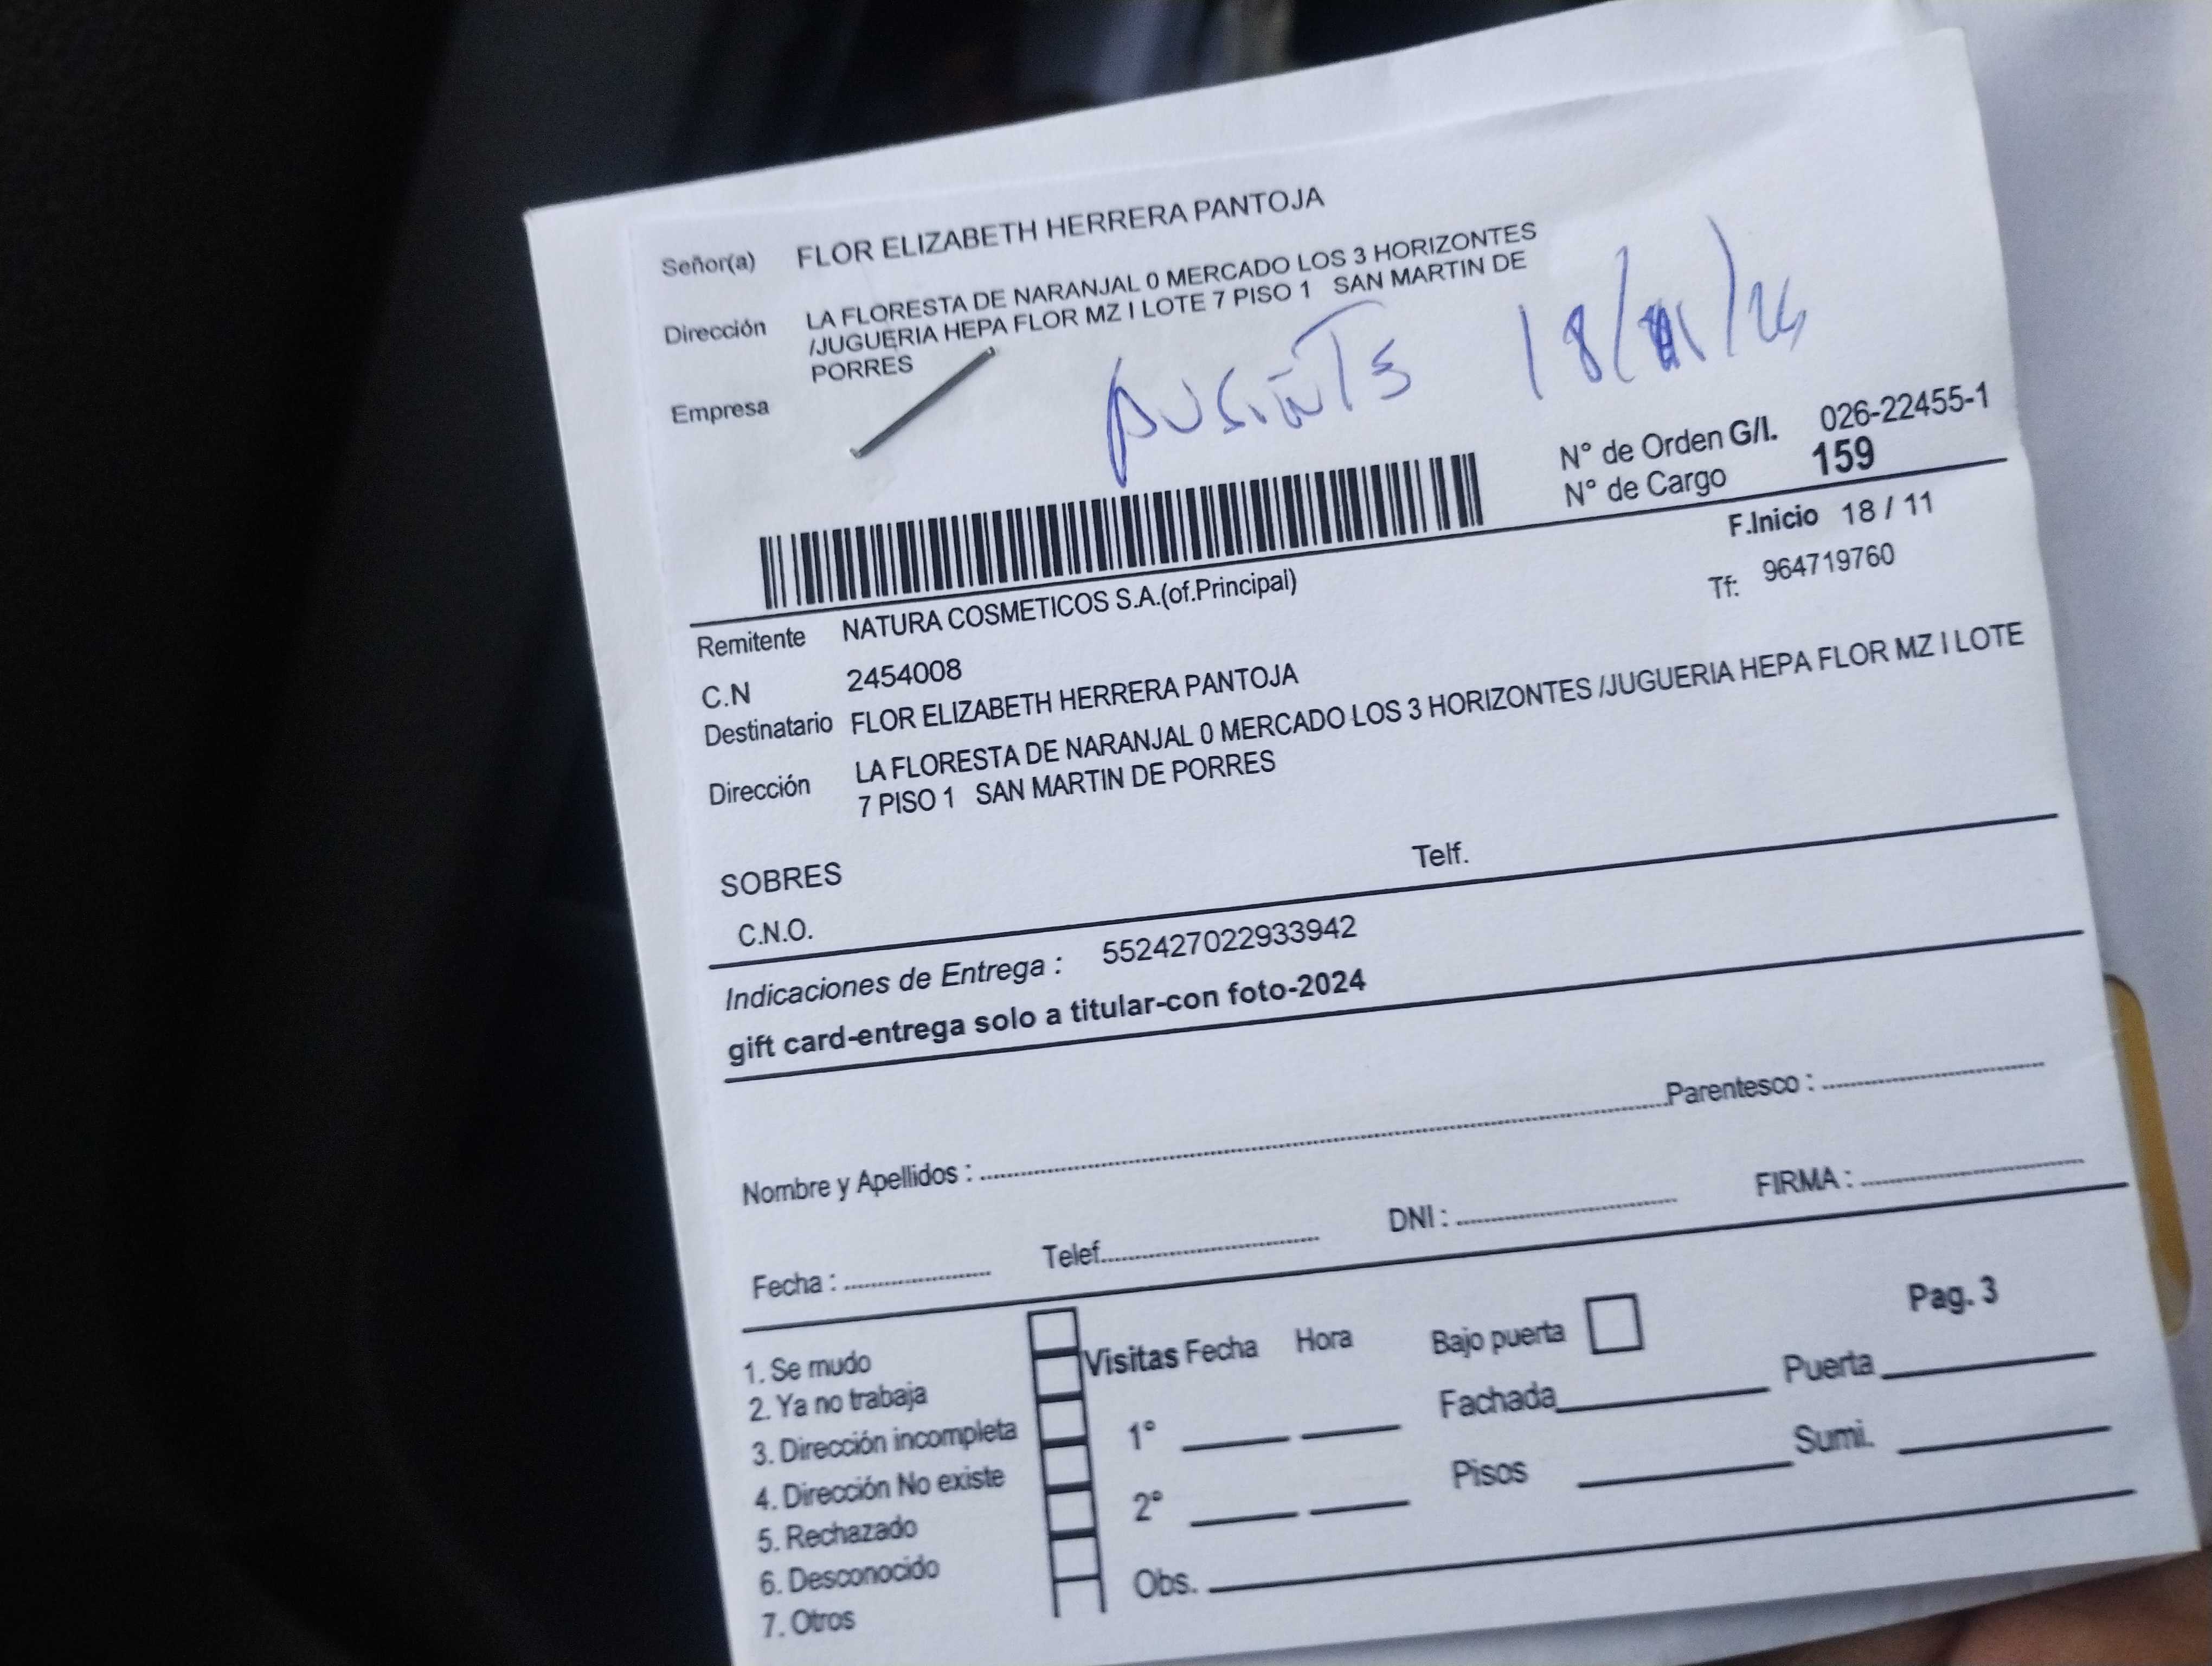 Señor(a) FLOR ELIZABETH HERRERA PANTOJA
Dirección LA FLORESTA DE NARANJAL 0 MERCADO LOS 3 HORIZONTES
/JUGUERIA HEPA FLOR MZ I LOTE 7 PISO 1 SAN MARTIN DE
PORRES
Empresa
AUSENTE 18/11/24
N° de Orden G/I. 026-22455-1
N° de Cargo 159
F.Inicio 18 / 11
Remitente NATURA COSMETICOS S.A.(of.Principal) Tf: 964719760
C.N 2454008
Destinatario FLOR ELIZABETH HERRERA PANTOJA
Dirección LA FLORESTA DE NARANJAL 0 MERCADO LOS 3 HORIZONTES /JUGUERIA HEPA FLOR MZ I LOTE
7 PISO 1 SAN MARTIN DE PORRES
SOBRES
C.N.O. Telf.
Indicaciones de Entrega : 552427022933942
gift card-entrega solo a titular-con foto-2024
Nombre y Apellidos : Parentesco :
Fecha : Telef. DNI : FIRMA :
Pag. 3
1. Se mudo
2. Ya no trabaja
3. Dirección incompleta
4. Dirección No existe
5. Rechazado
6. Desconocido
7. Otros
Visitas Fecha Hora Bajo puerta
1° Fachada Puerta
2° Pisos Sumi.
Obs.